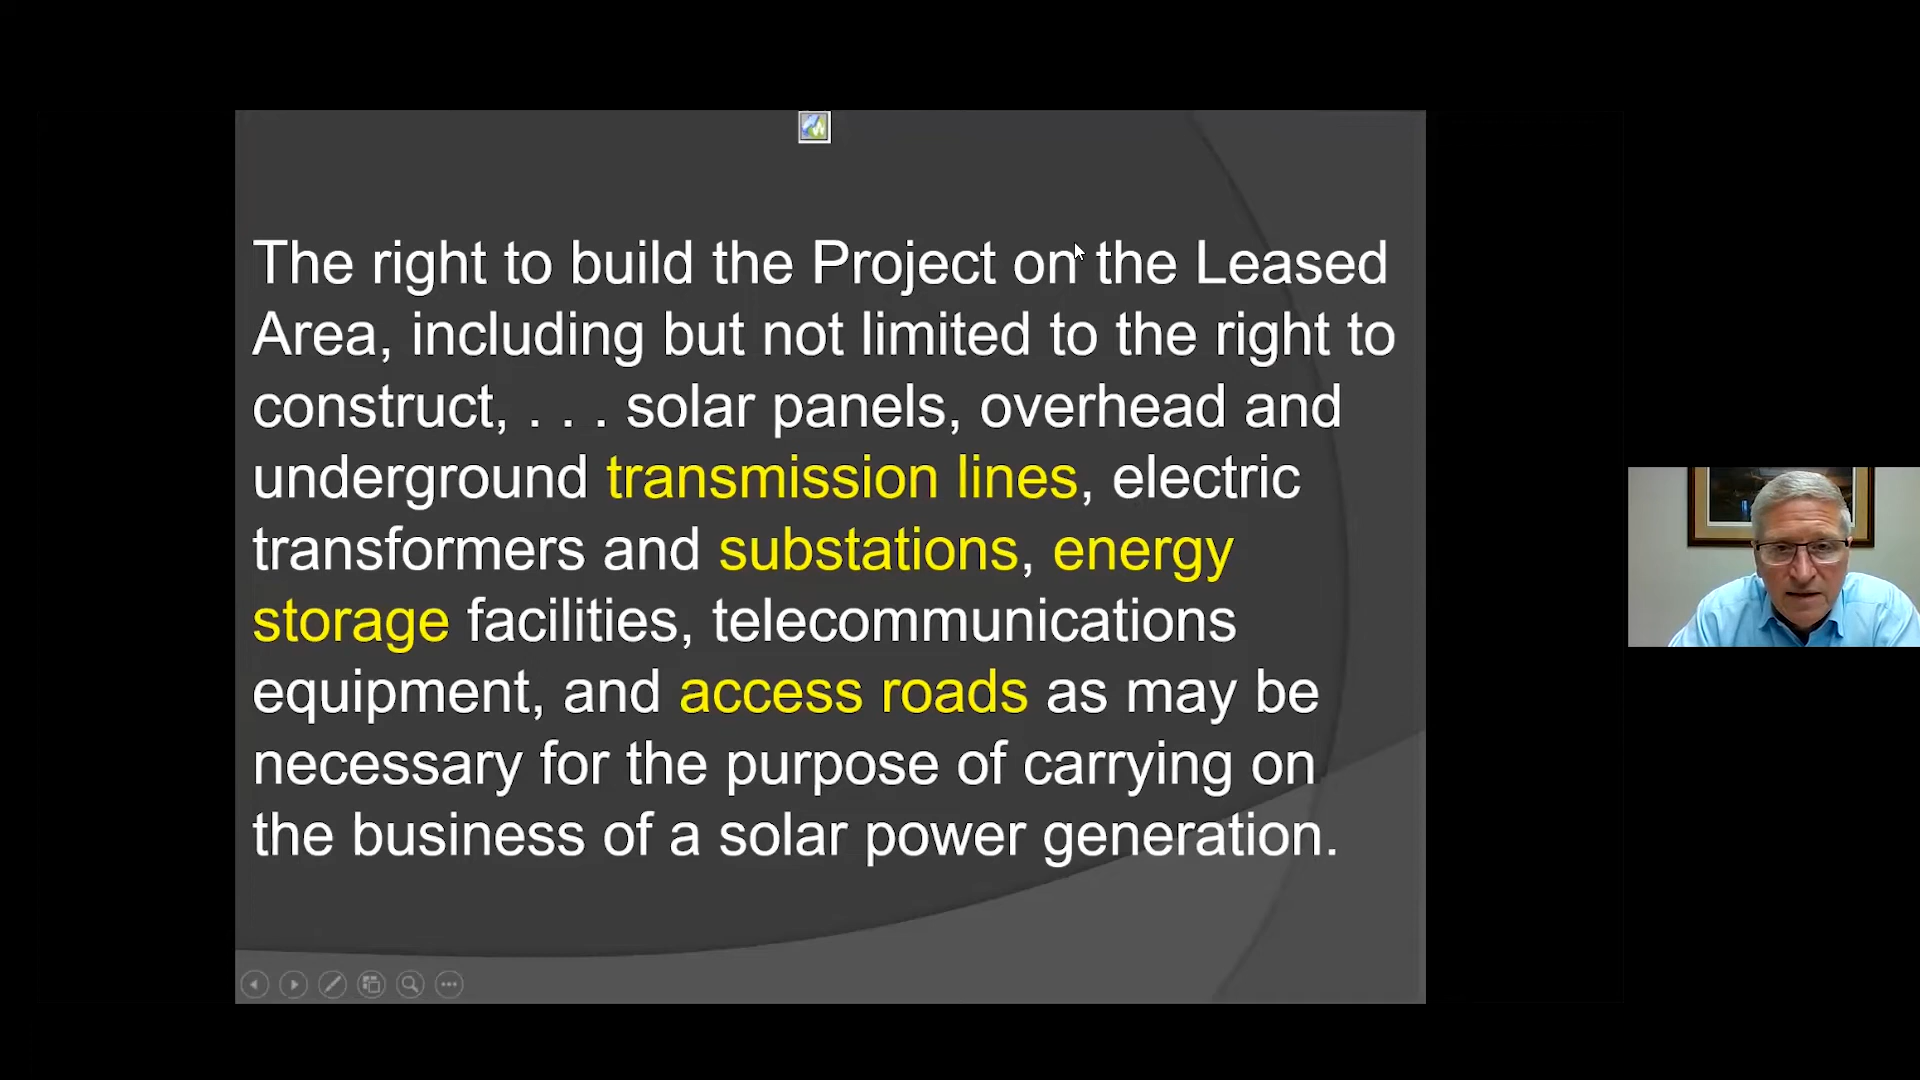 The right to build the Project on the Leased
Area, including but not limited to the right to
construct, . . . solar panels, overhead and
underground transmission lines, electric
transformers and substations, energy
storage facilities, telecommunications
equipment, and access roads as may be
necessary for the purpose of carrying on
the business of a solar power generation.